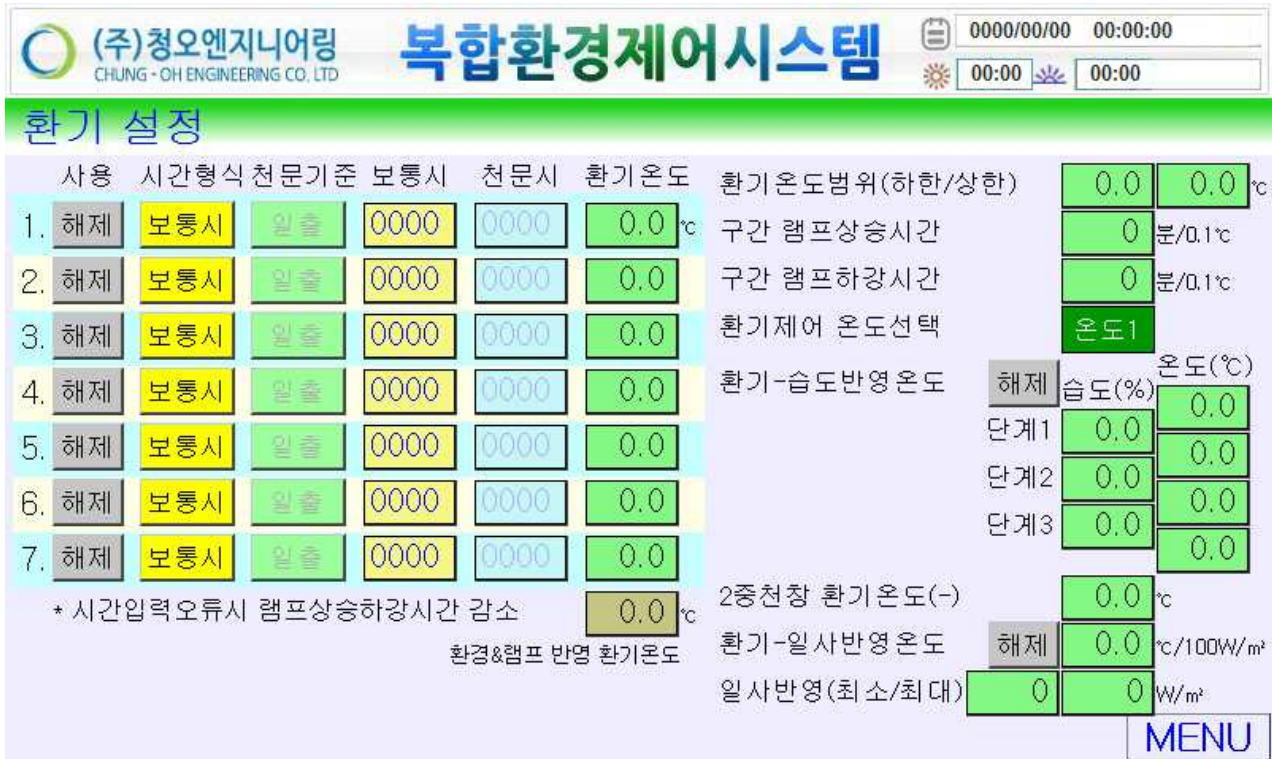 (주)청오엔지니어링
CHUNG - OH ENGINEERING CO, LTD
복합환경제어시스템
0000/00/00 00:00:00
00:00 00:00
환기 설정
사용 시간형식 천문기준 보통시 천문시 환기온도
1. 해제 보통시 일출 0000 0000 0.0 ℃
2. 해제 보통시 일출 0000 0000 0.0
3. 해제 보통시 일출 0000 0000 0.0
4. 해제 보통시 일출 0000 0000 0.0
5. 해제 보통시 일출 0000 0000 0.0
6. 해제 보통시 일출 0000 0000 0.0
7. 해제 보통시 일출 0000 0000 0.0
* 시간입력오류시 램프상승하강시간 감소 0.0 ℃
환경&램프 반영 환기온도
환기온도범위(하한/상한) 0.0 0.0 ℃
구간 램프상승시간 0 분/0.1℃
구간 램프하강시간 0 분/0.1℃
환기제어 온도선택 온도1
환기-습도반영온도 해제 습도(%) 온도(℃)
0.0
단계1 0.0
0.0
단계2 0.0
0.0
단계3 0.0
0.0
2중천창 환기온도(-) 0.0 ℃
환기-일사반영온도 해제 0.0 ℃/100W/m²
일사반영(최소/최대) 0 0 W/m²
MENU